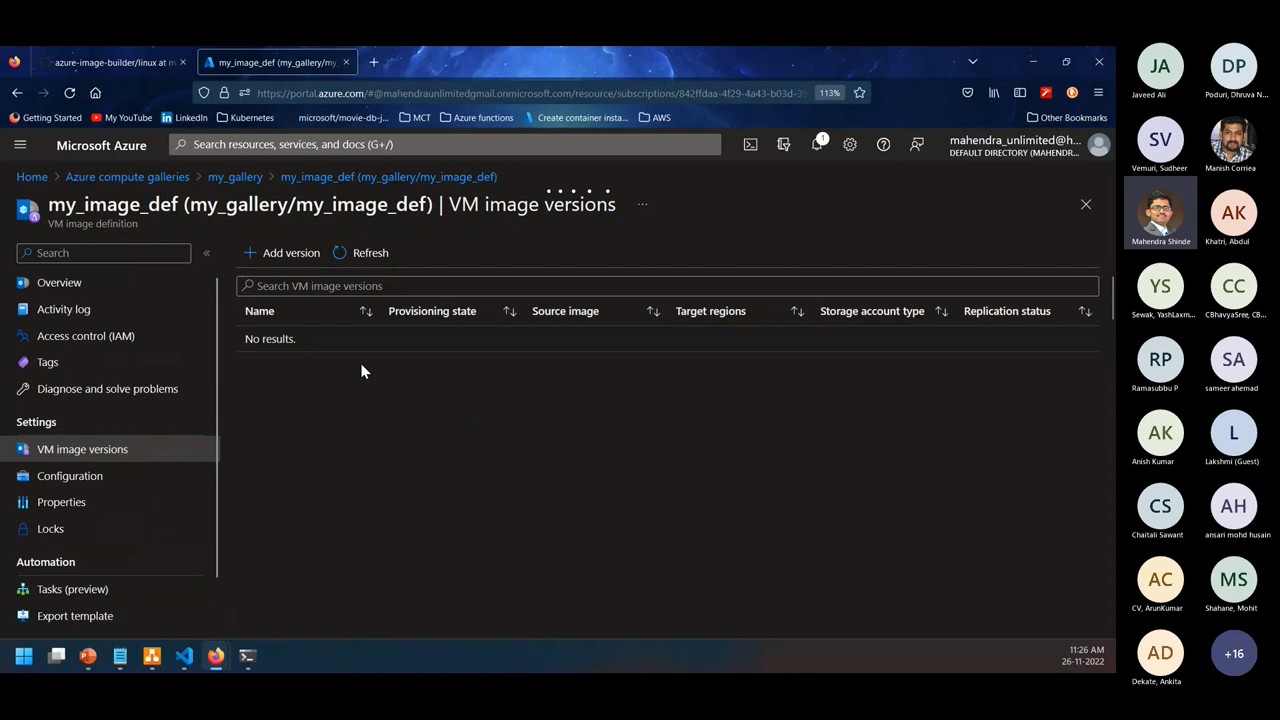 azure-image-builder/linux at m
my_image_def (my_gallery/my_
https://portal.azure.com/#@mahendraunlimitedgmail.onmicrosoft.com/resource/subscriptions/842ffdaa-4f29-4a43-b03d-35
113%
Getting Started
My YouTube
LinkedIn
Kubernetes
microsoft/movie-db-j...
MCT
Azure functions
Create container insta...
AWS
Other Bookmarks
Microsoft Azure
Search resources, services, and docs (G+/)
1
mahendra_unlimited@h...
DEFAULT DIRECTORY (MAHENDR...
Home > Azure compute galleries > my_gallery > my_image_def (my_gallery/my_image_def)
my_image_def (my_gallery/my_image_def) | VM image versions ...
VM image definition
Search
«
Add version
Refresh
Search VM image versions
Name
Provisioning state
Source image
Target regions
Storage account type
Replication status
No results.
Overview
Activity log
Access control (IAM)
Tags
Diagnose and solve problems
Settings
VM image versions
Configuration
Properties
Locks
Automation
Tasks (preview)
Export template
11:26 AM
26-11-2022
JA
Javeed Ali
DP
Poduri, Dhruva N...
SV
Vemuri, Sudheer
Manish Corriea
Mahendra Shinde
AK
Khatri, Abdul
YS
Sewak, YashLaxm...
CC
CBhavyaSree, CB...
RP
Ramasubbu P
SA
sameer ahemad
AK
Anish Kumar
L
Lakshmi (Guest)
CS
Chaitali Sawant
AH
ansari mohd husain
AC
CV, ArunKumar
MS
Shahane, Mohit
AD
Dekate, Ankita
+16